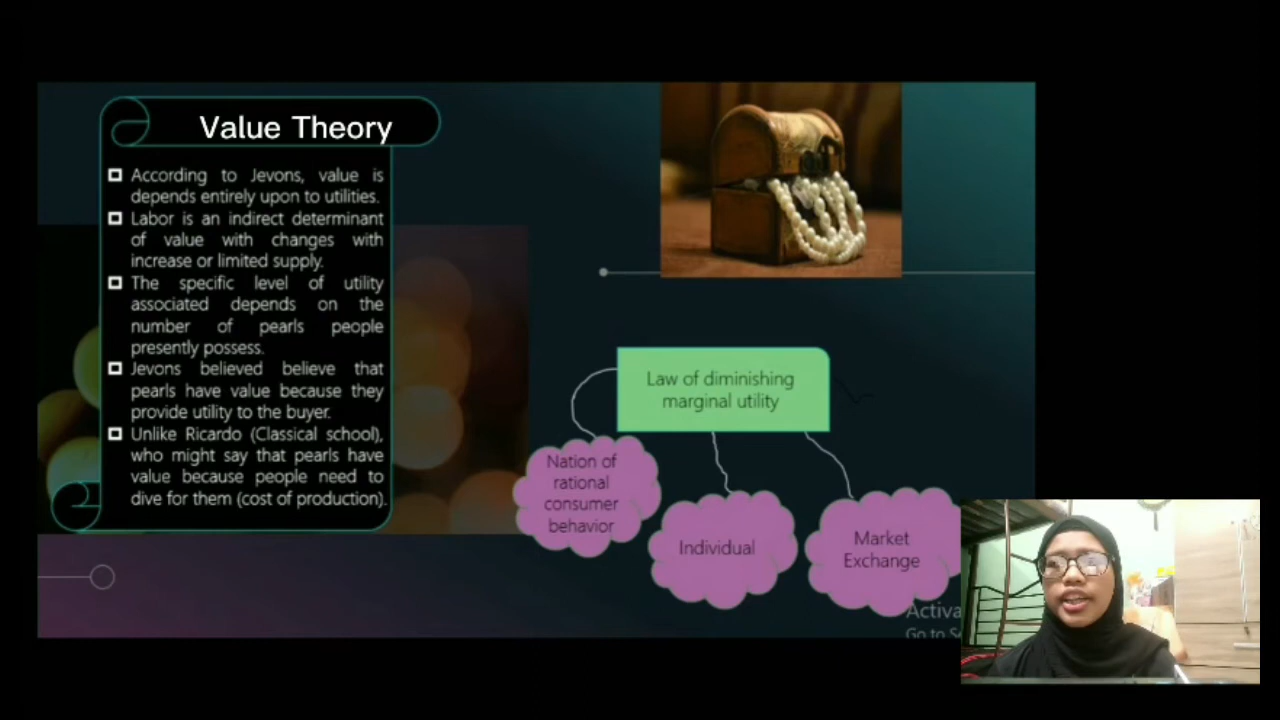 Value Theory
According to Jevons, value is
depends entirely upon to utilities.
Labor is an indirect determinant
of value with changes with
increase or limited supply.
The specific level of utility
associated depends on the
number of pearls people
presently possess.
Jevons believed believe that
pearls have value because they
provide utility to the buyer.
Unlike Ricardo (Classical school),
who might say that pearls have
value because people need to
dive for them (cost of production).
Law of diminishing
marginal utility
Nation of
rational
consumer
behavior
Individual
Market
Exchange
Activa
Go to S